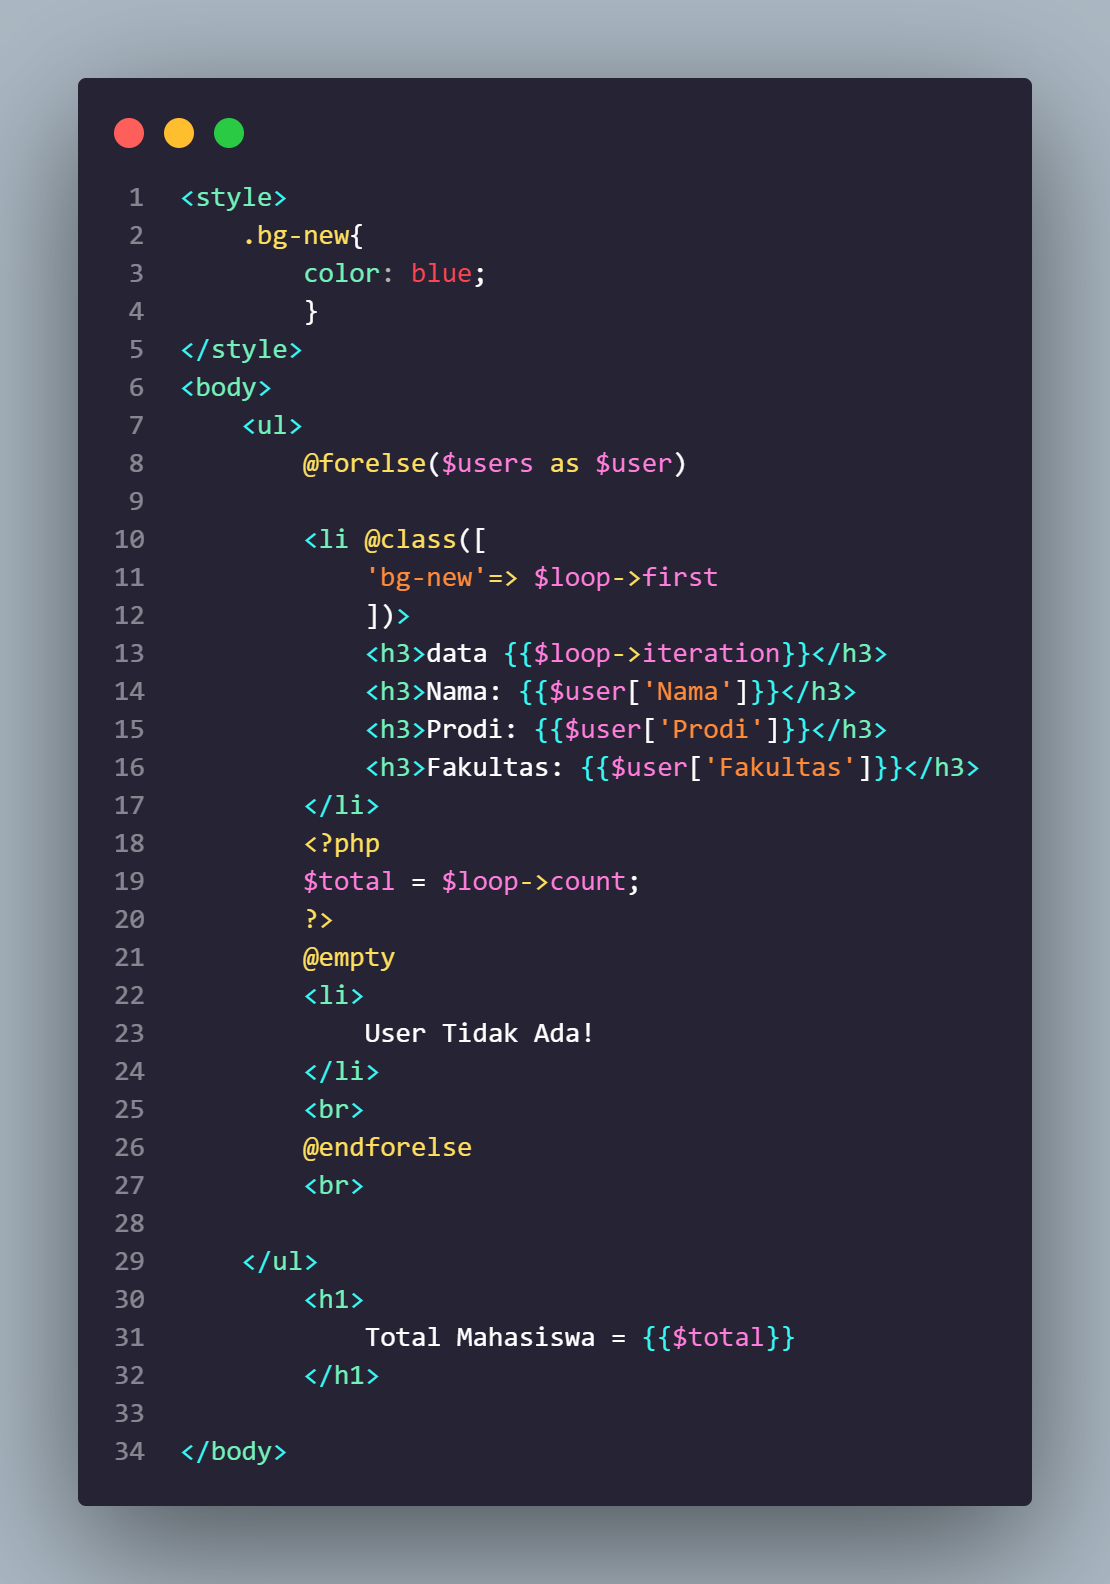 1 <style>
2     .bg-new{
3         color: blue;
4         }
5 </style>
6 <body>
7     <ul>
8         @forelse($users as $user)
9
10         <li @class([
11             'bg-new'=> $loop->first
12             ])>
13             <h3>data {{$loop->iteration}}</h3>
14             <h3>Nama: {{$user['Nama']}}</h3>
15             <h3>Prodi: {{$user['Prodi']}}</h3>
16             <h3>Fakultas: {{$user['Fakultas']}}</h3>
17         </li>
18         <?php
19         $total = $loop->count;
20         ?>
21         @empty
22         <li>
23             User Tidak Ada!
24         </li>
25         <br>
26         @endforelse
27         <br>
28
29     </ul>
30         <h1>
31             Total Mahasiswa = {{$total}}
32         </h1>
33
34 </body>